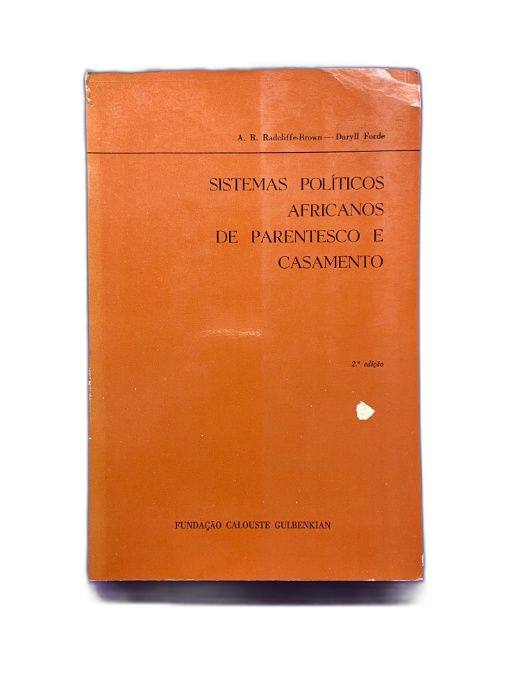 A. R. Radcliffe-Brown — Daryll Forde
SISTEMAS POLÍTICOS
AFRICANOS
DE PARENTESCO E
CASAMENTO
2.ª edição
FUNDAÇÃO CALOUSTE GULBENKIAN